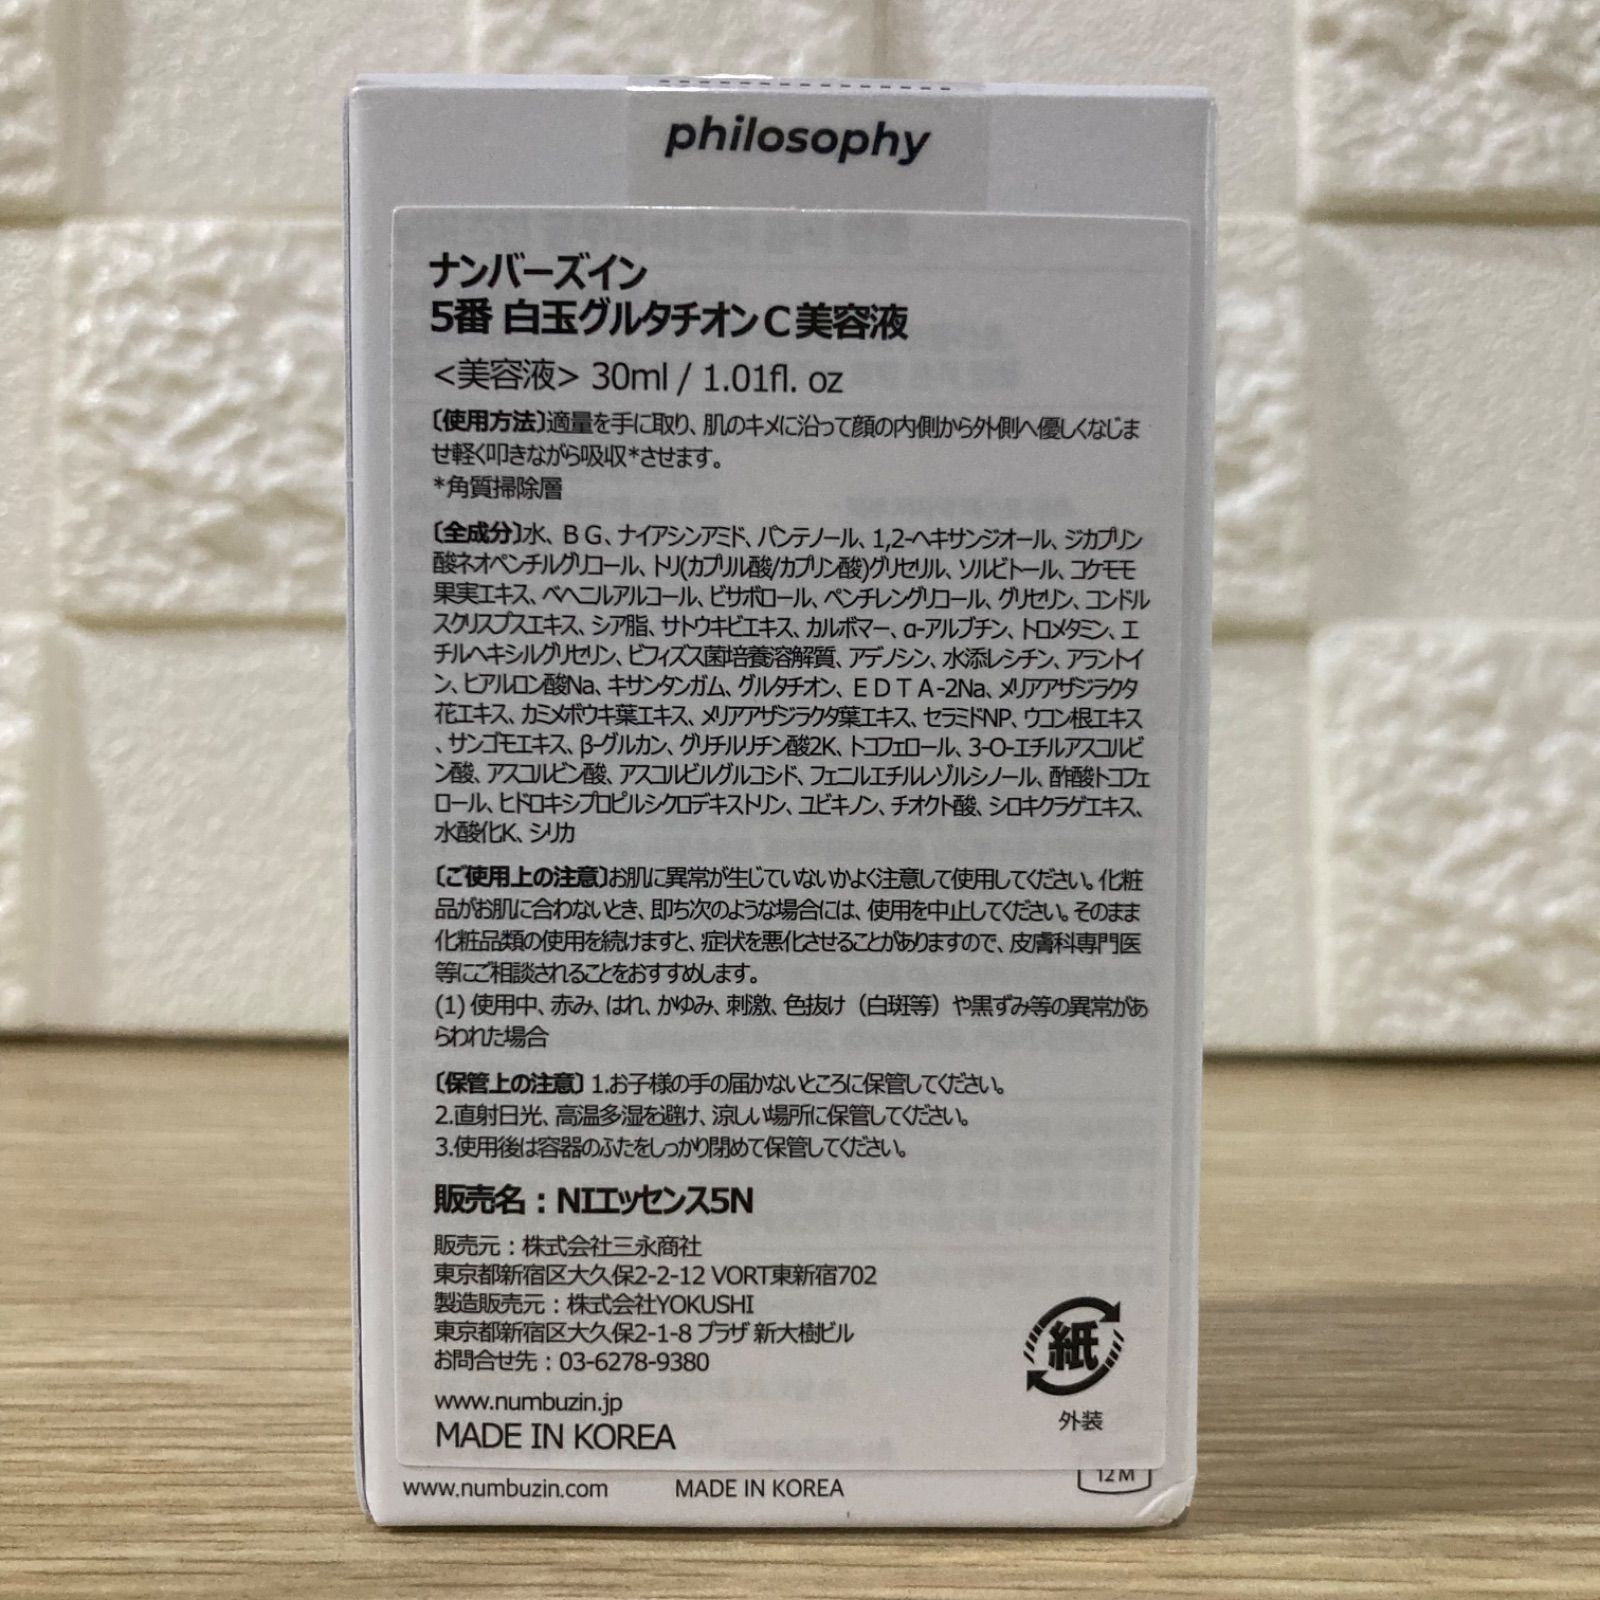 philosophy
ナンバーズイン
5番 白玉グルタチオンC美容液
<美容液> 30ml / 1.01fl. oz
〔使用方法〕適量を手に取り、肌のキメに沿って顔の内側から外側へ優しくなじま
せ軽く叩きながら吸収*させます。
*角質掃除層
〔全成分〕水、ＢＧ、ナイアシンアミド、パンテノール、1,2-ヘキサンジオール、ジカプリン
酸ネオペンチルグリコール、トリ(カプリル酸/カプリン酸)グリセリル、ソルビトール、コケモモ
果実エキス、ベヘニルアルコール、ビサボロール、ペンチレングリコール、グリセリン、コンドル
スクリスプスエキス、シア脂、サトウキビエキス、カルボマー、α-アルブチン、トロメタミン、エ
チルヘキシルグリセリン、ビフィズス菌培養溶解質、アデノシン、水添レシチン、アラントイ
ン、ヒアルロン酸Na、キサンタンガム、グルタチオン、ＥＤＴＡ-2Na、メリアアザジラクタ
花エキス、カミメボウキ葉エキス、メリアアザジラクタ葉エキス、セラミドNP、ウコン根エキス
、サンゴモエキス、β-グルカン、グリチルリチン酸2K、トコフェロール、3-O-エチルアスコルビ
ン酸、アスコルビン酸、アスコルビルグルコシド、フェニルエチルレゾルシノール、酢酸トコフェ
ロール、ヒドロキシプロピルシクロデキストリン、ユビキノン、チオクト酸、シロキクラゲエキス、
水酸化K、シリカ
〔ご使用上の注意〕お肌に異常が生じていないかよく注意して使用してください。化粧
品がお肌に合わないとき、即ち次のような場合には、使用を中止してください。そのまま
化粧品類の使用を続けますと、症状を悪化させることがありますので、皮膚科専門医
等にご相談されることをおすすめします。
(1) 使用中、赤み、はれ、かゆみ、刺激、色抜け（白斑等）や黒ずみ等の異常があ
らわれた場合
〔保管上の注意〕1.お子様の手の届かないところに保管してください。
2.直射日光、高温多湿を避け、涼しい場所に保管してください。
3.使用後は容器のふたをしっかり閉めて保管してください。
販売名：NIエッセンス5N
販売元：株式会社三永商社
東京都新宿区大久保2-2-12 VORT東新宿702
製造販売元：株式会社YOKUSHI
東京都新宿区大久保2-1-8 プラザ 新大樹ビル
お問合せ先：03-6278-9380
紙
外装
www.numbuzin.jp
MADE IN KOREA
www.numbuzin.com MADE IN KOREA
12M